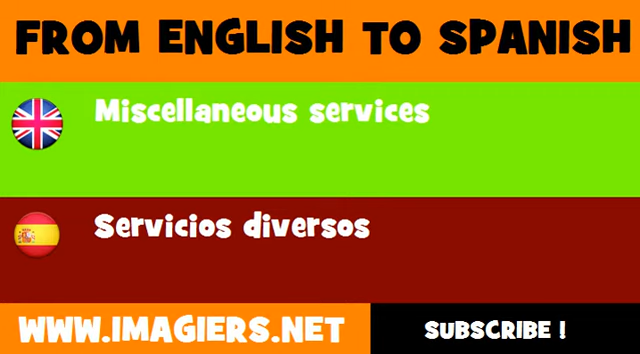 FROM ENGLISH TO SPANISH
Miscellaneous services
Servicios diversos
WWW.IMAGIERS.NET
SUBSCRIBE !